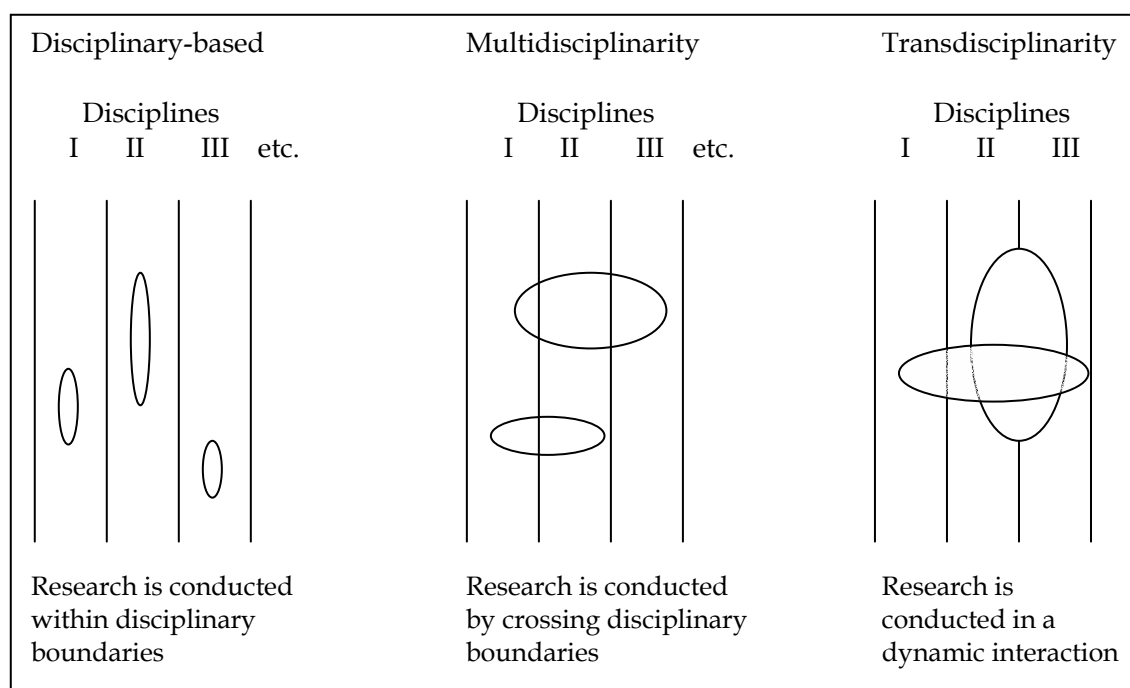 Disciplinary-based
Disciplines
I II III etc.
Research is conducted
within disciplinary
boundaries
Multidisciplinarity
Disciplines
I II III etc.
Research is conducted
by crossing disciplinary
boundaries
Transdisciplinarity
Disciplines
I II III
Research is
conducted in a
dynamic interaction